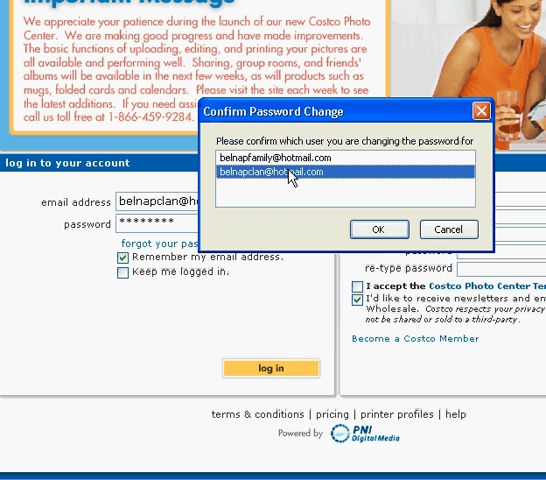 Important Message
We appreciate your patience during the launch of our new Costco Photo
Center.  We are making good progress and have made improvements.
The basic functions of uploading, editing, and printing your pictures are
all available and performing well.  Sharing, group rooms, and friends'
albums will be available in the next few weeks, as will products such as
mugs, folded cards and calendars.  Please visit the site each week to see
the latest additions.  If you need assi
call us toll free at 1-866-459-9284.
Confirm Password Change
Please confirm which user you are changing the password for
belnapfamily@hotmail.com
belnapclan@hotmail.com
OK Cancel
log in to your account
email address belnapclan@ho
password ********
forgot your pas
Remember my email address.
Keep me logged in.
log in
re-type password
I accept the Costco Photo Center Ter
I'd like to receive newsletters and em
Wholesale. Costco respects your privacy
not be shared or sold to a third-party.
Become a Costco Member
terms & conditions | pricing | printer profiles | help
Powered by PNI Digital Media